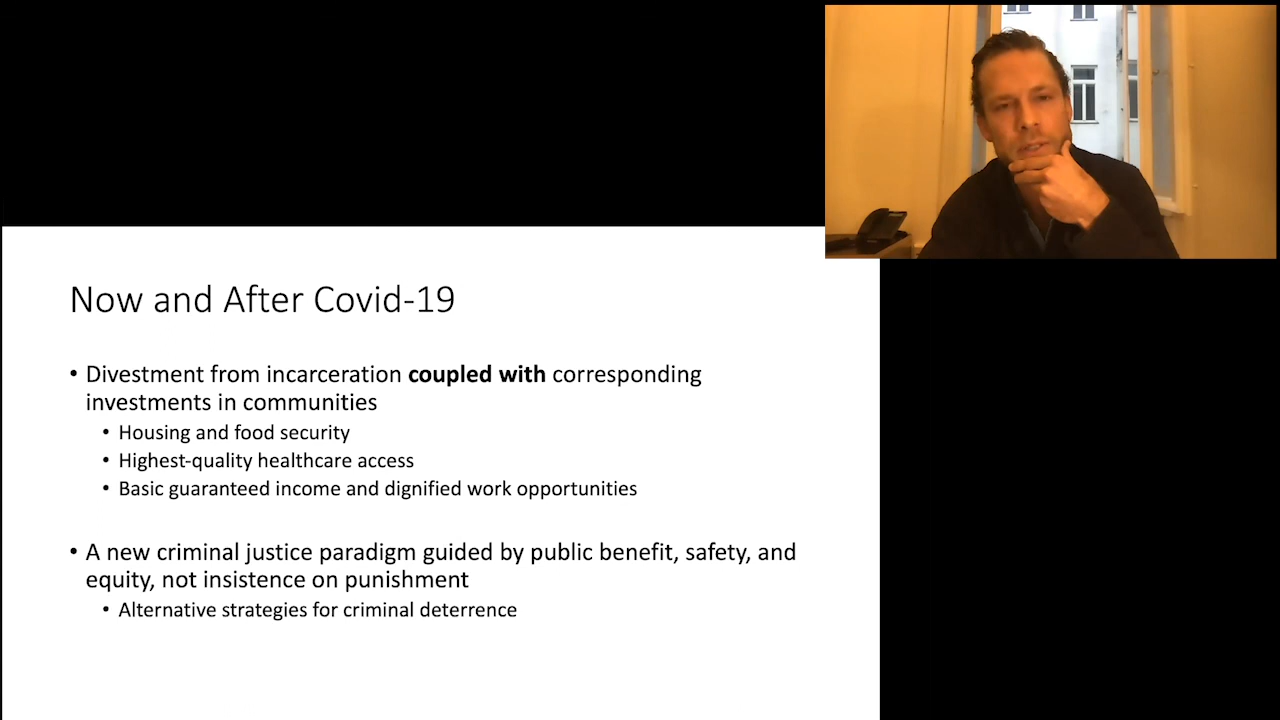 Now and After Covid-19
• Divestment from incarceration coupled with corresponding
investments in communities
• Housing and food security
• Highest-quality healthcare access
• Basic guaranteed income and dignified work opportunities
• A new criminal justice paradigm guided by public benefit, safety, and
equity, not insistence on punishment
• Alternative strategies for criminal deterrence